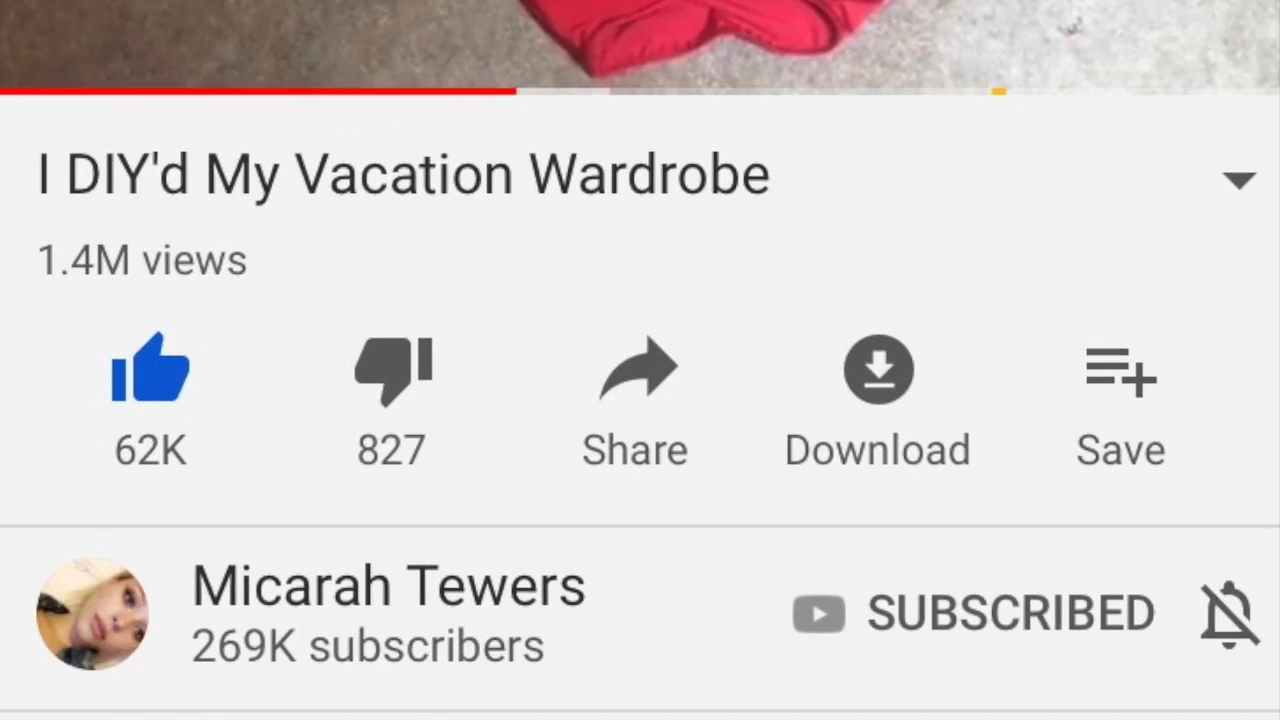 I DIY'd My Vacation Wardrobe
1.4M views
62K 827 Share Download Save
Micarah Tewers
269K subscribers
SUBSCRIBED